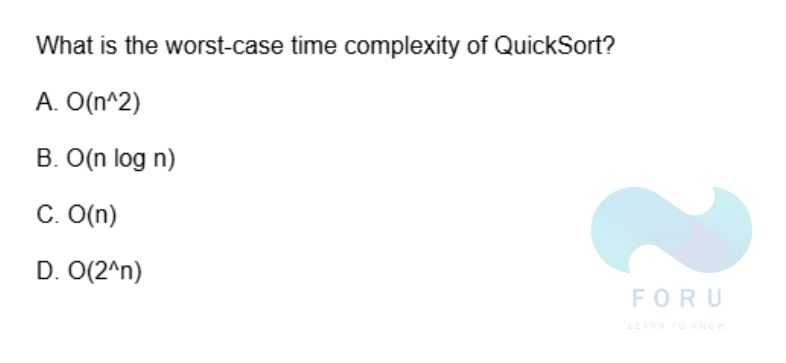 What is the worst-case time complexity of QuickSort?
A. O(n^2)
B. O(n log n)
C. O(n)
D. O(2^n)
FORU
LEARN TO KNOW